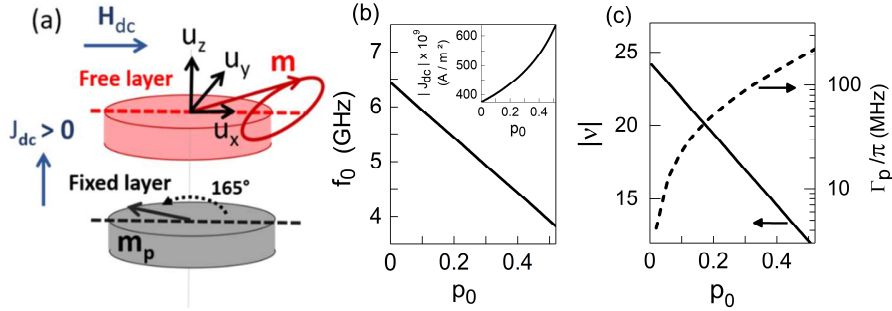 (a)
H_dc
u_z
u_y
m
Free layer
u_x
J_dc > 0
Fixed layer
165°
m_p
(b)
7
6
5
4
f_0 (GHz)
0
0.2
0.4
p_0
600
500
400
| J_dc | x 10^9
(A / m²)
0
0.2
0.4
p_0
(c)
25
20
15
|ν|
0
0.2
0.4
p_0
100
10
Γ_p /π (MHz)